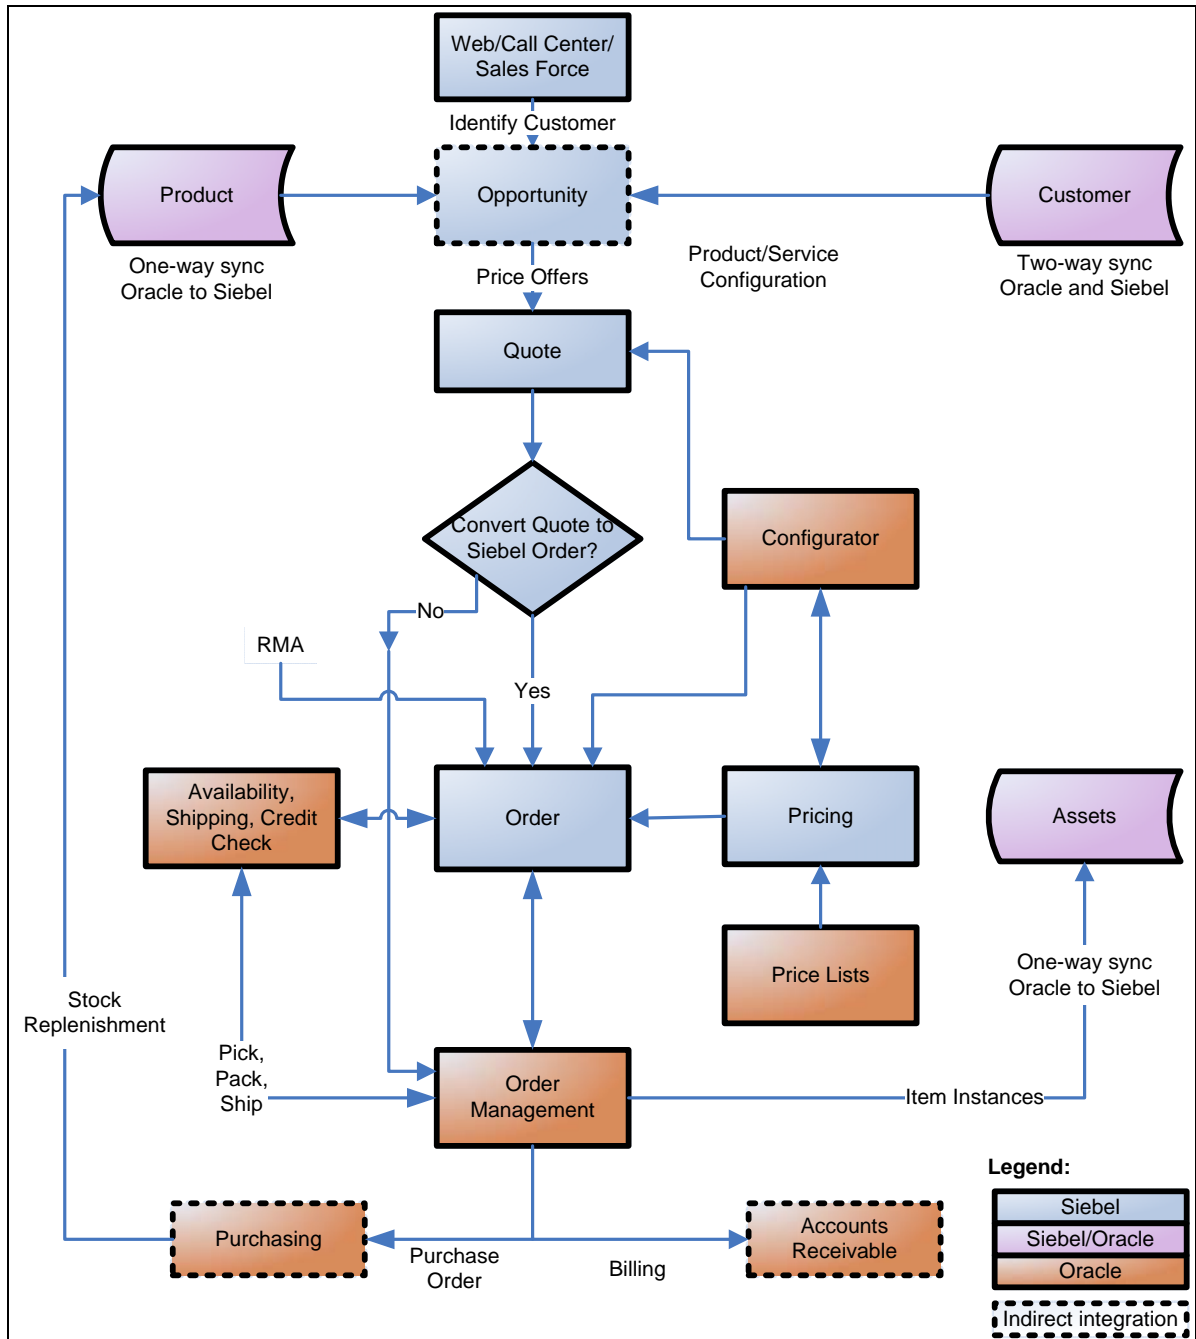 Web/Call Center/
Sales Force
Identify Customer
Product
Opportunity
Customer
One-way sync
Oracle to Siebel
Price Offers
Product/Service
Configuration
Two-way sync
Oracle and Siebel
Quote
Convert Quote to
Siebel Order?
Configurator
No
RMA
Yes
Availability,
Shipping, Credit
Check
Order
Pricing
Assets
Price Lists
One-way sync
Oracle to Siebel
Stock
Replenishment
Pick,
Pack,
Ship
Order
Management
Item Instances
Legend:
Siebel
Siebel/Oracle
Oracle
Indirect integration
Purchasing
Purchase
Order
Billing
Accounts
Receivable